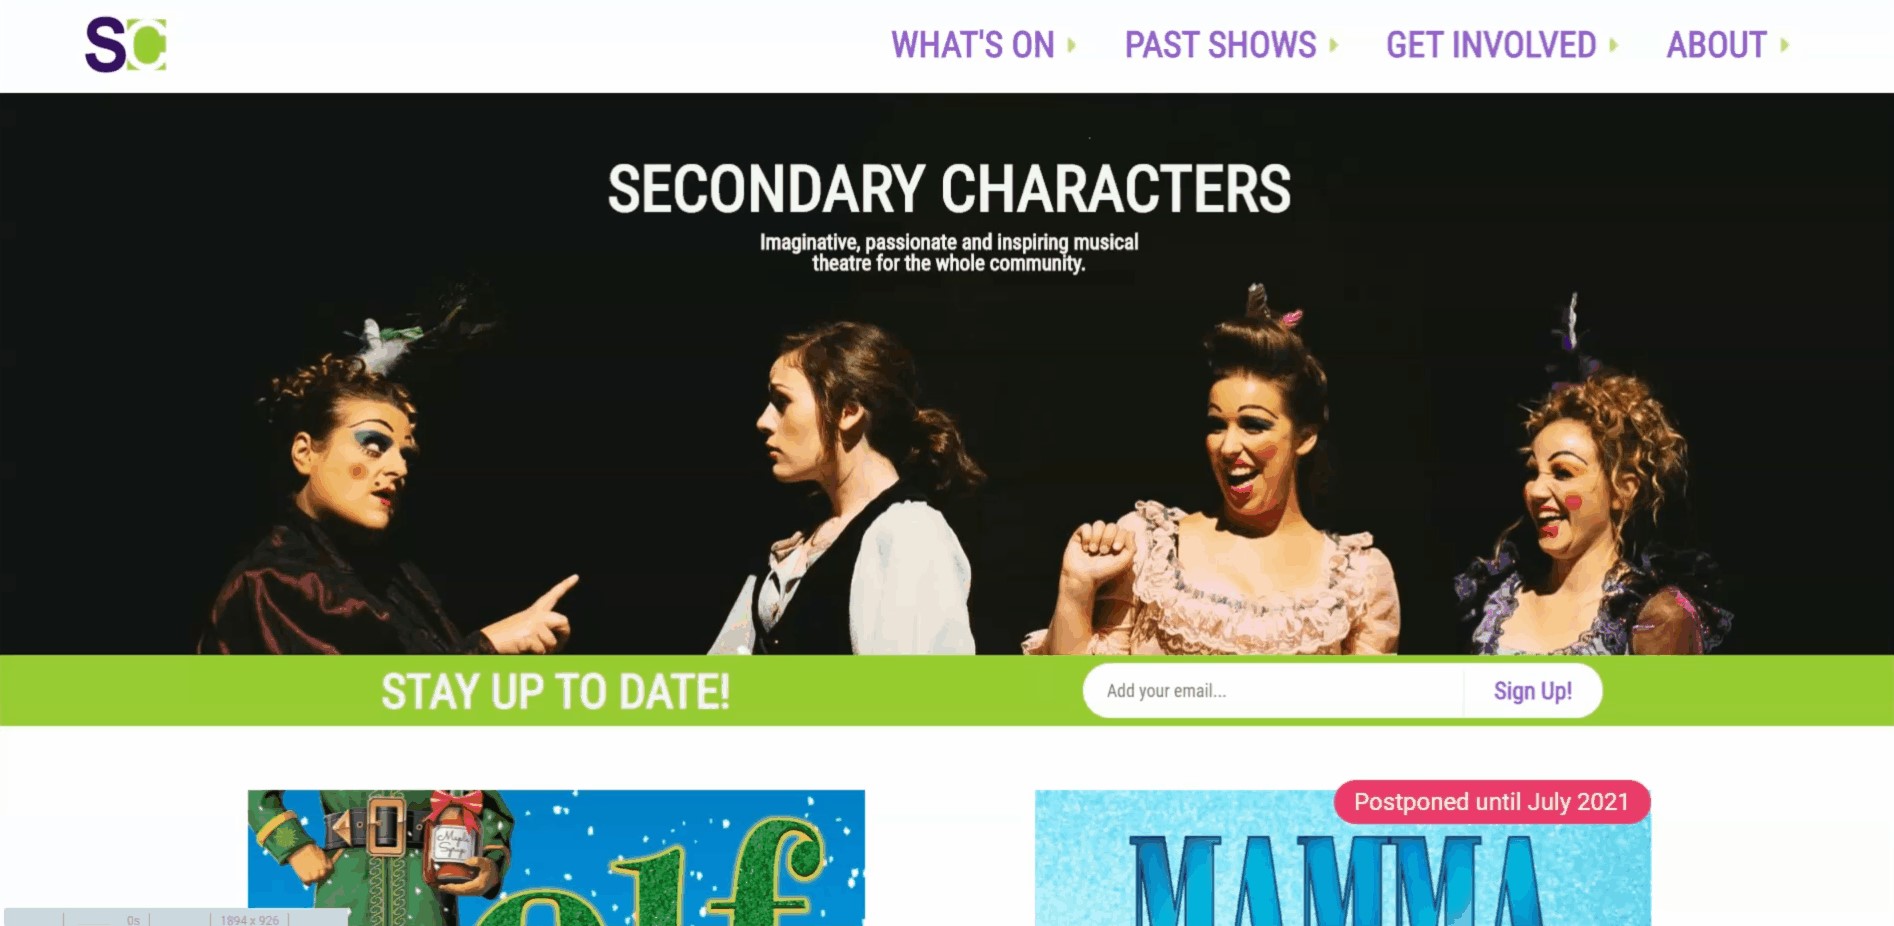 SC
WHAT'S ON
PAST SHOWS
GET INVOLVED
ABOUT
SECONDARY CHARACTERS
Imaginative, passionate and inspiring musical
theatre for the whole community.
STAY UP TO DATE!
Add your email...
Sign Up!
Postponed until July 2021
Maple
Syrup
elf
MAMMA
0s
1894 x 926